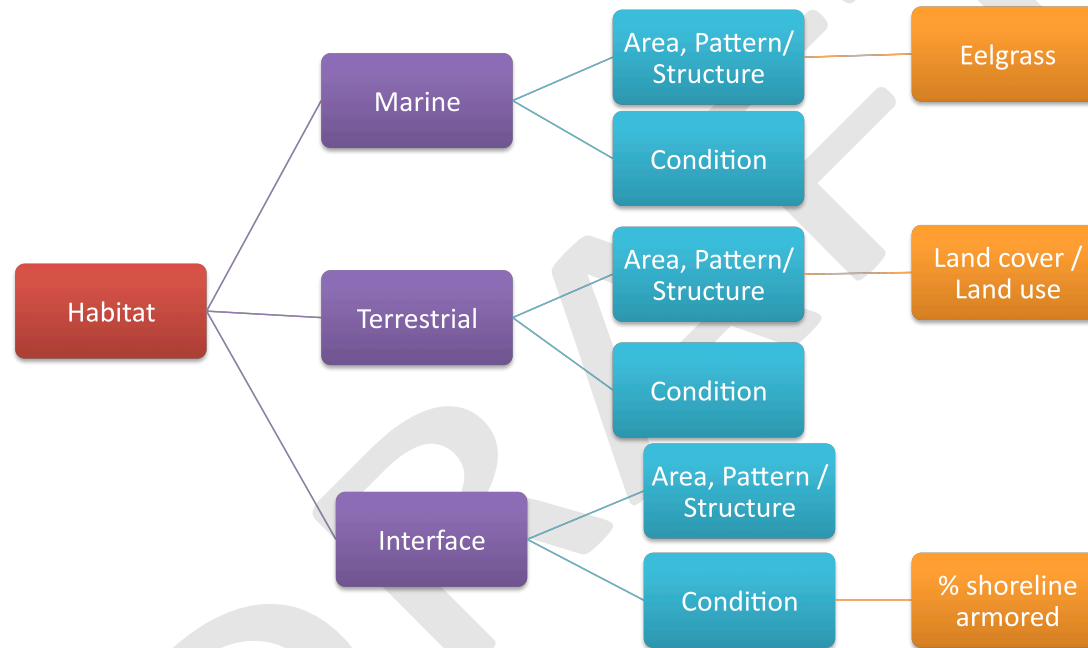 Habitat
Marine
Area, Pattern/
Structure
Eelgrass
Condition
Terrestrial
Area, Pattern/
Structure
Land cover /
Land use
Condition
Interface
Area, Pattern /
Structure
Condition
% shoreline
armored
DRAFT